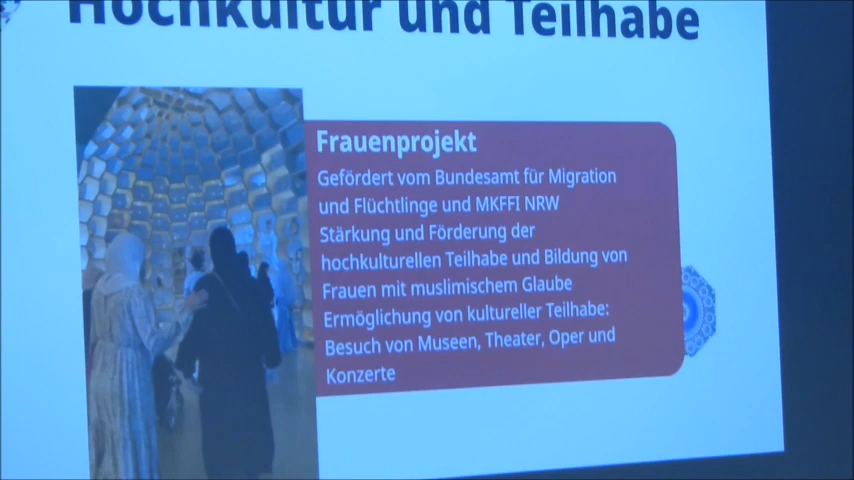 Hochkultur und Teilhabe
Frauenprojekt
Gefördert vom Bundesamt für Migration
und Flüchtlinge und MKFFI NRW
Stärkung und Förderung der
hochkulturellen Teilhabe und Bildung von
Frauen mit muslimischem Glaube
Ermöglichung von kultureller Teilhabe:
Besuch von Museen, Theater, Oper und
Konzerte